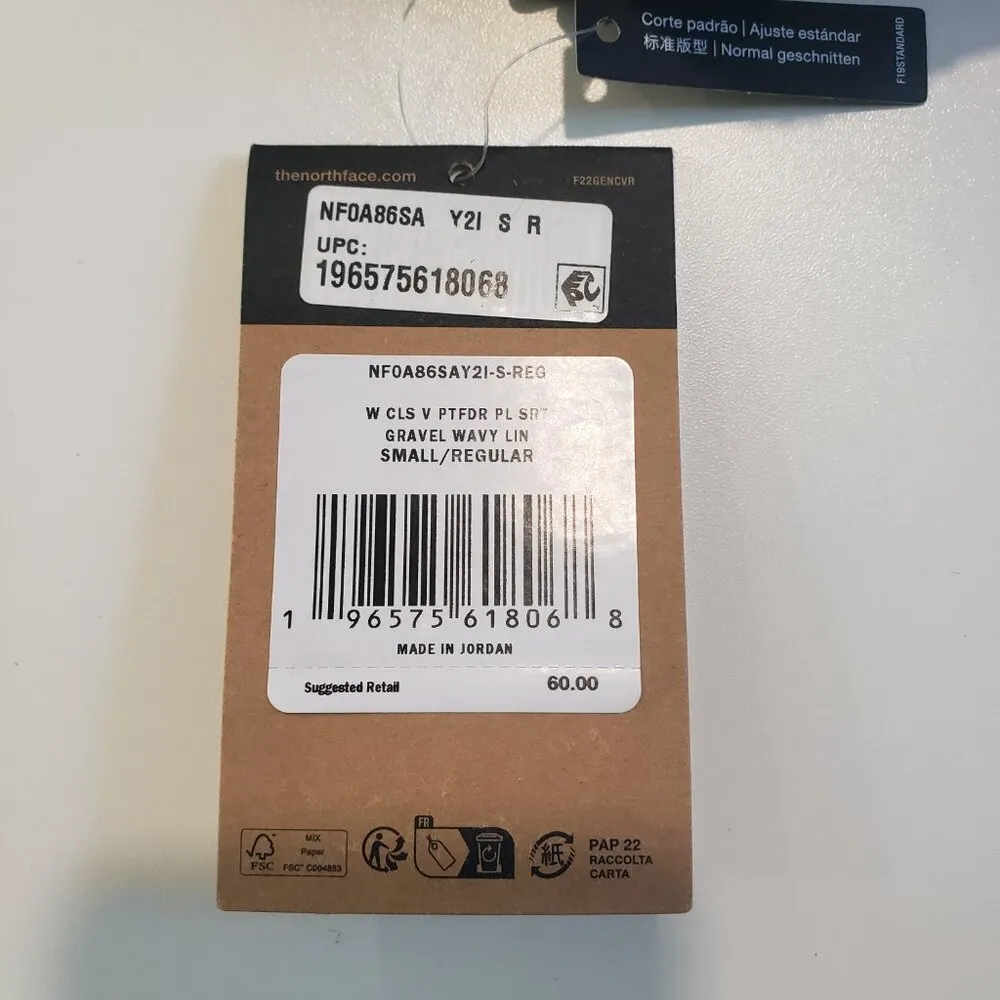 Corte padrão | Ajuste estándar
标准版型 | Normal geschnitten
F19STANDARD
thenorthface.com
F22GENCVR
NF0A86SA Y2I S R
UPC:
196575618068
NF0A86SAY2I-S-REG
W CLS V PTFDR PL SRT
GRAVEL WAVY LIN
SMALL/REGULAR
1 96575 61806 8
MADE IN JORDAN
Suggested Retail 60.00
FSC
MIX
Paper
FSC™ C004883
FR
紙
PAP 22
RACCOLTA
CARTA